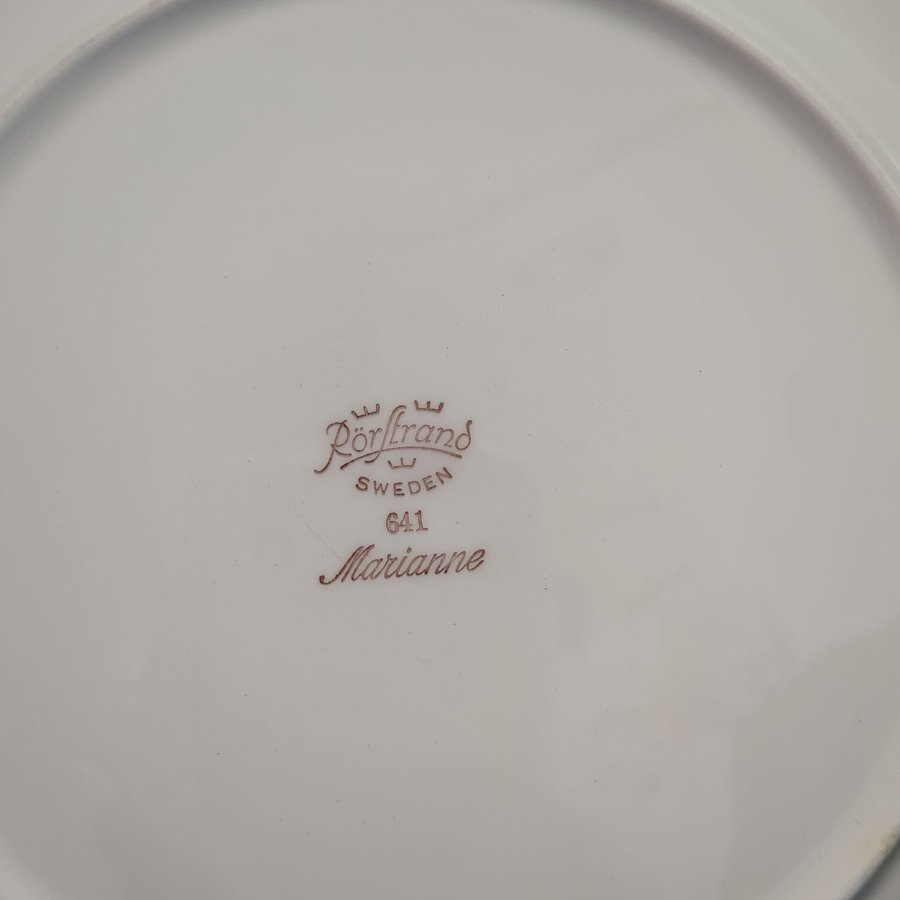 Rörstrand
SWEDEN
641
Marianne